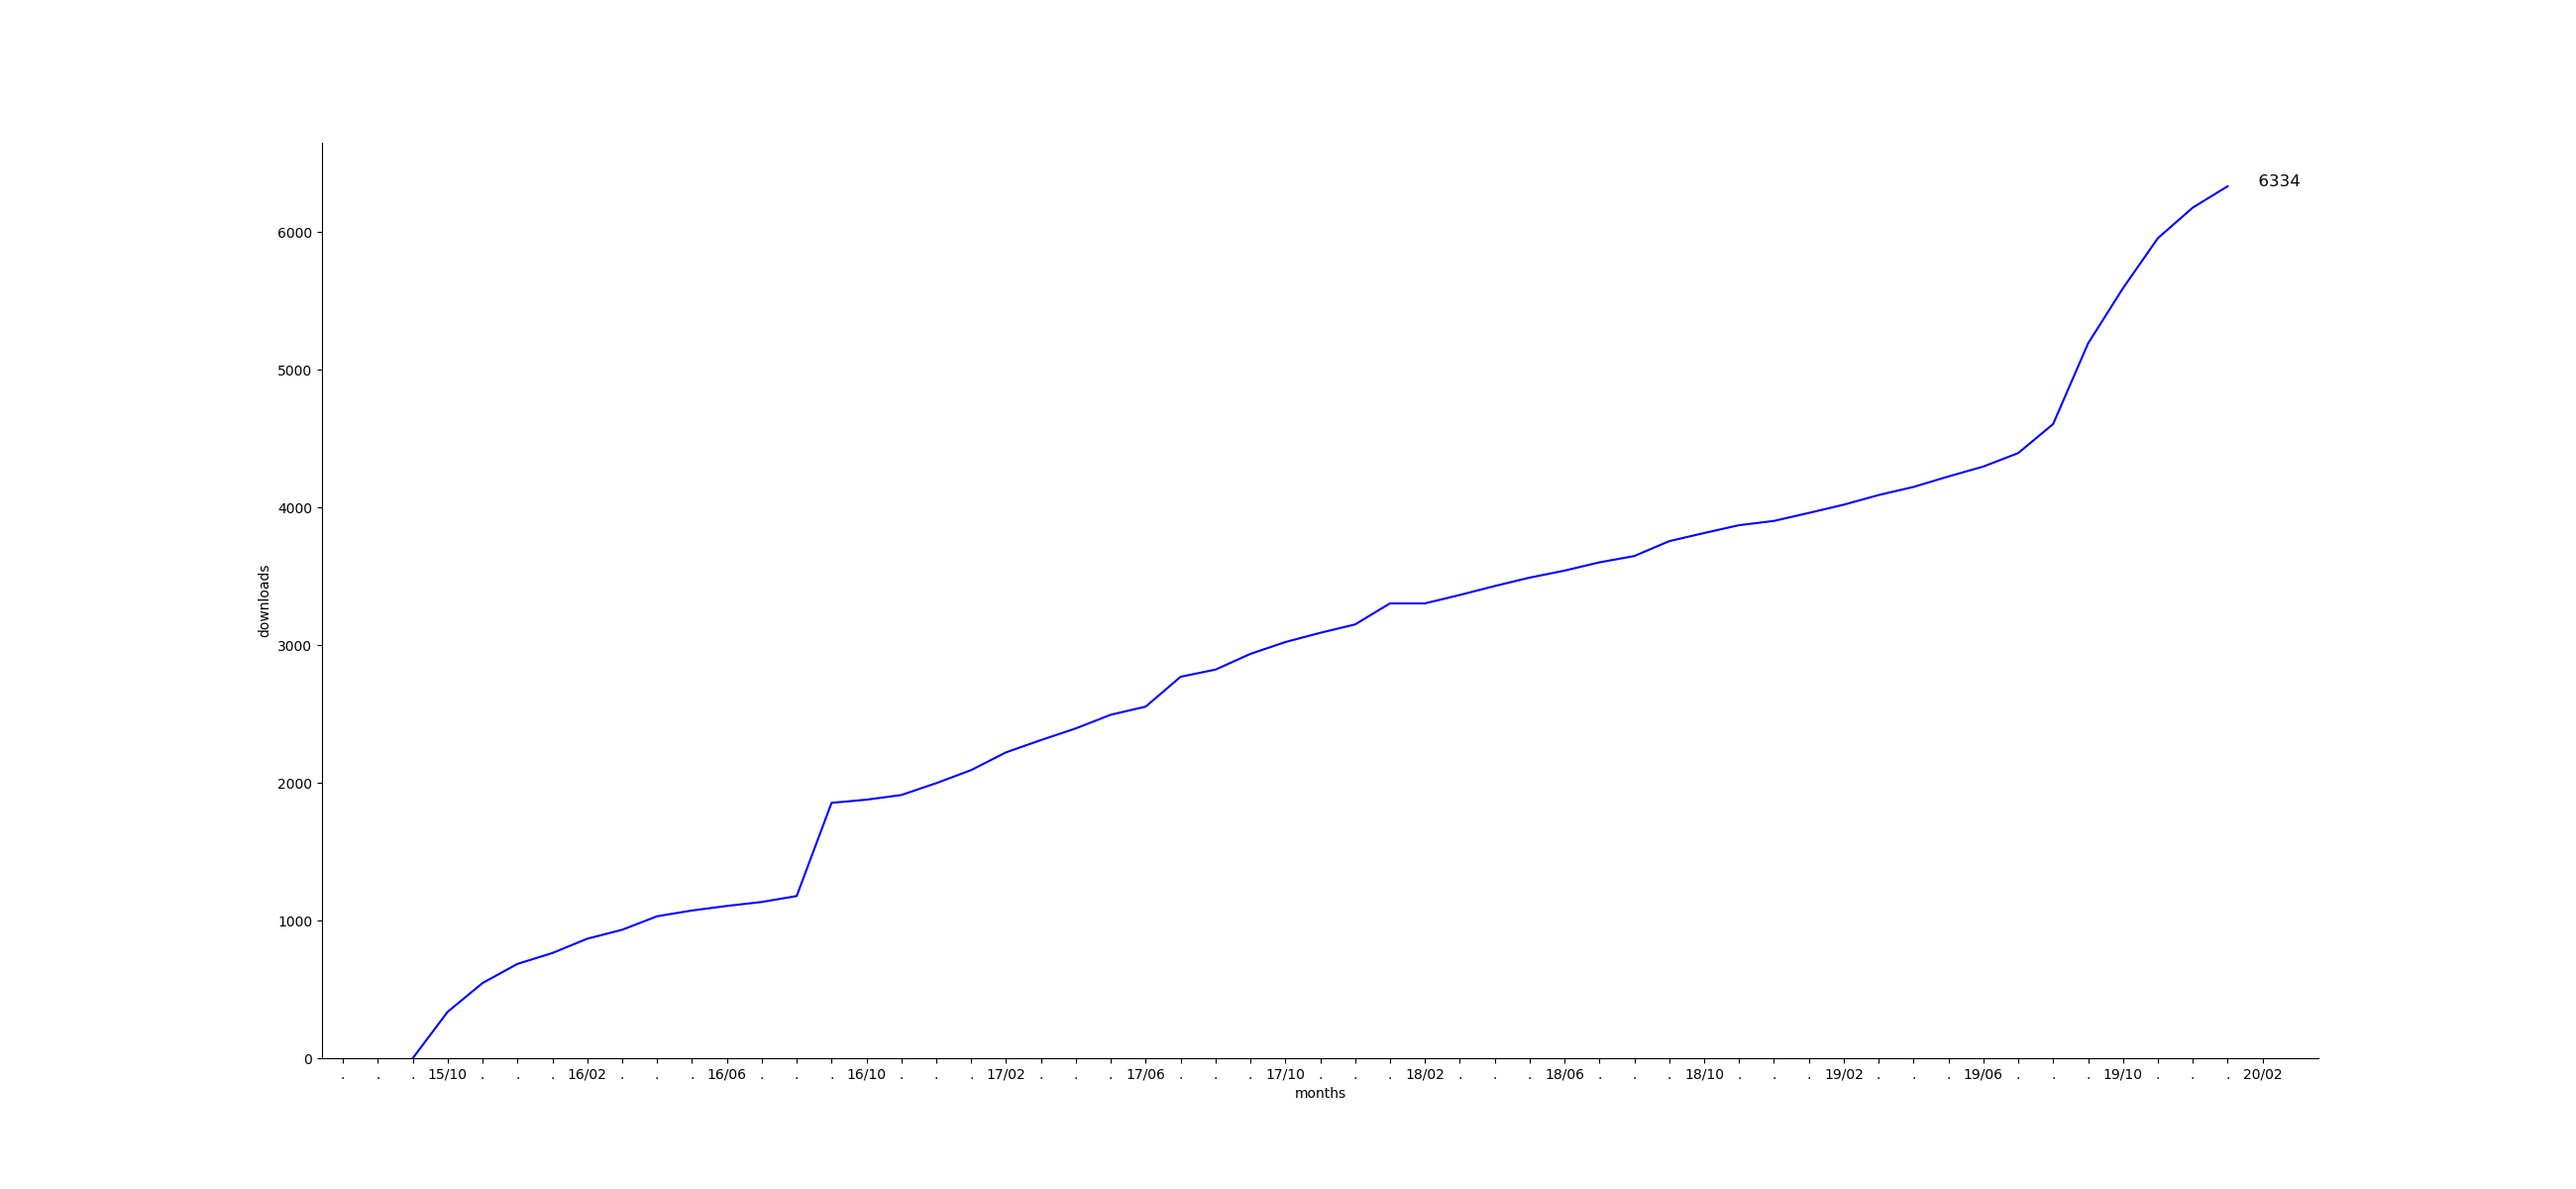 6334
6000
5000
4000
3000
2000
1000
0
downloads
. . . 15/10 . . . 16/02 . . . 16/06 . . . 16/10 . . . 17/02 . . . 17/06 . . . 17/10 . . . 18/02 . . . 18/06 . . . 18/10 . . . 19/02 . . . 19/06 . . . 19/10 . . . 20/02
months